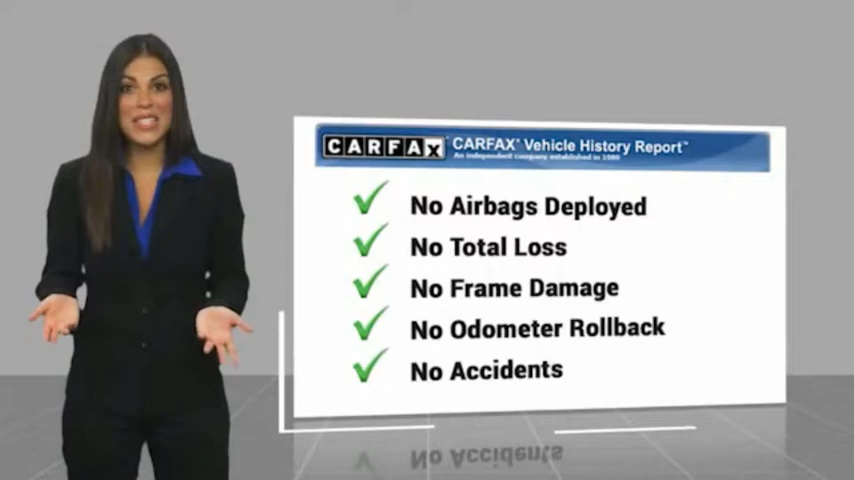 CARFAX CARFAX® Vehicle History Report™
An independent company established in 1986
No Airbags Deployed
No Total Loss
No Frame Damage
No Odometer Rollback
No Accidents
No Accidents